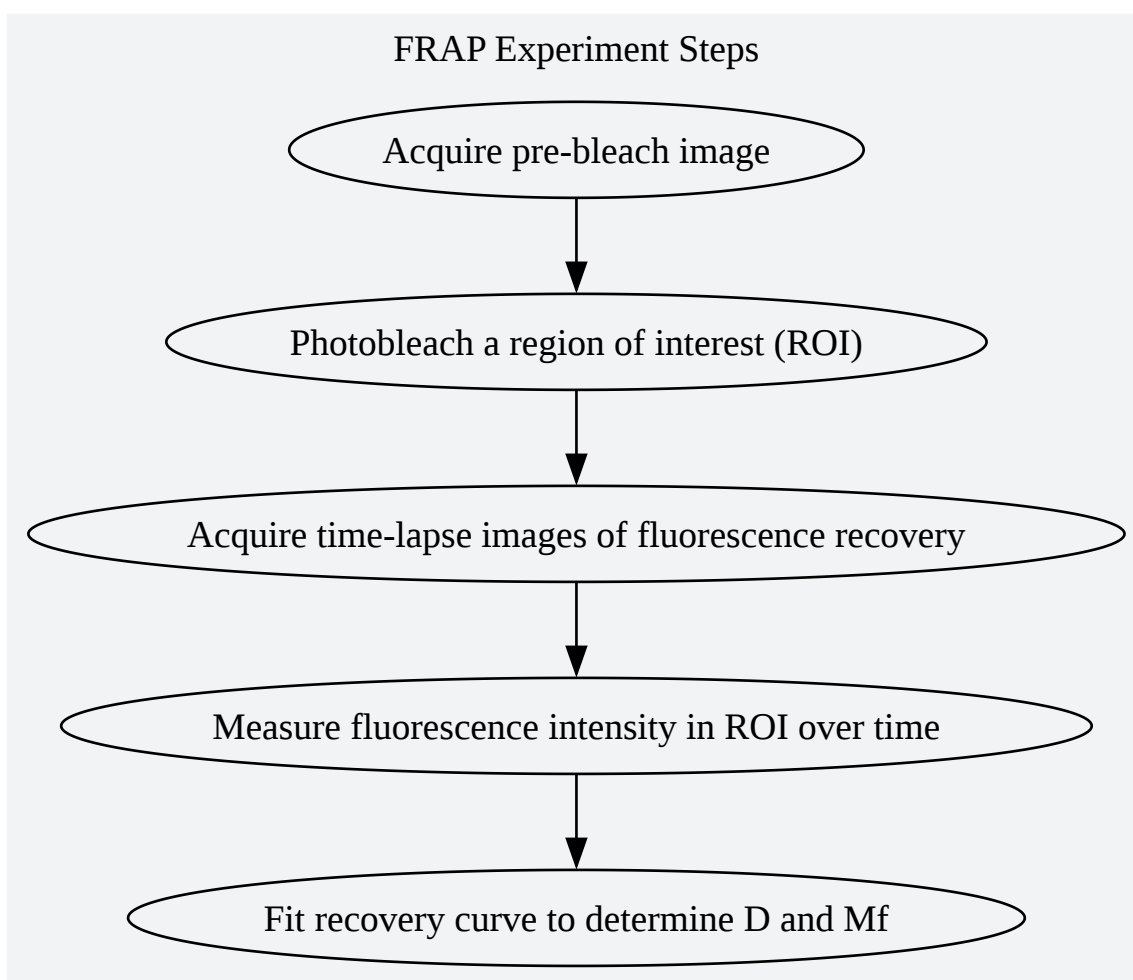 FRAP Experiment Steps
Acquire pre-bleach image
Photobleach a region of interest (ROI)
Acquire time-lapse images of fluorescence recovery
Measure fluorescence intensity in ROI over time
Fit recovery curve to determine D and Mf